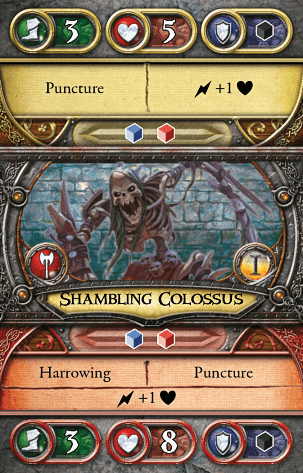 3 5
Puncture +1
SHAMBLING COLOSSUS
Harrowing Puncture
+1
3 8